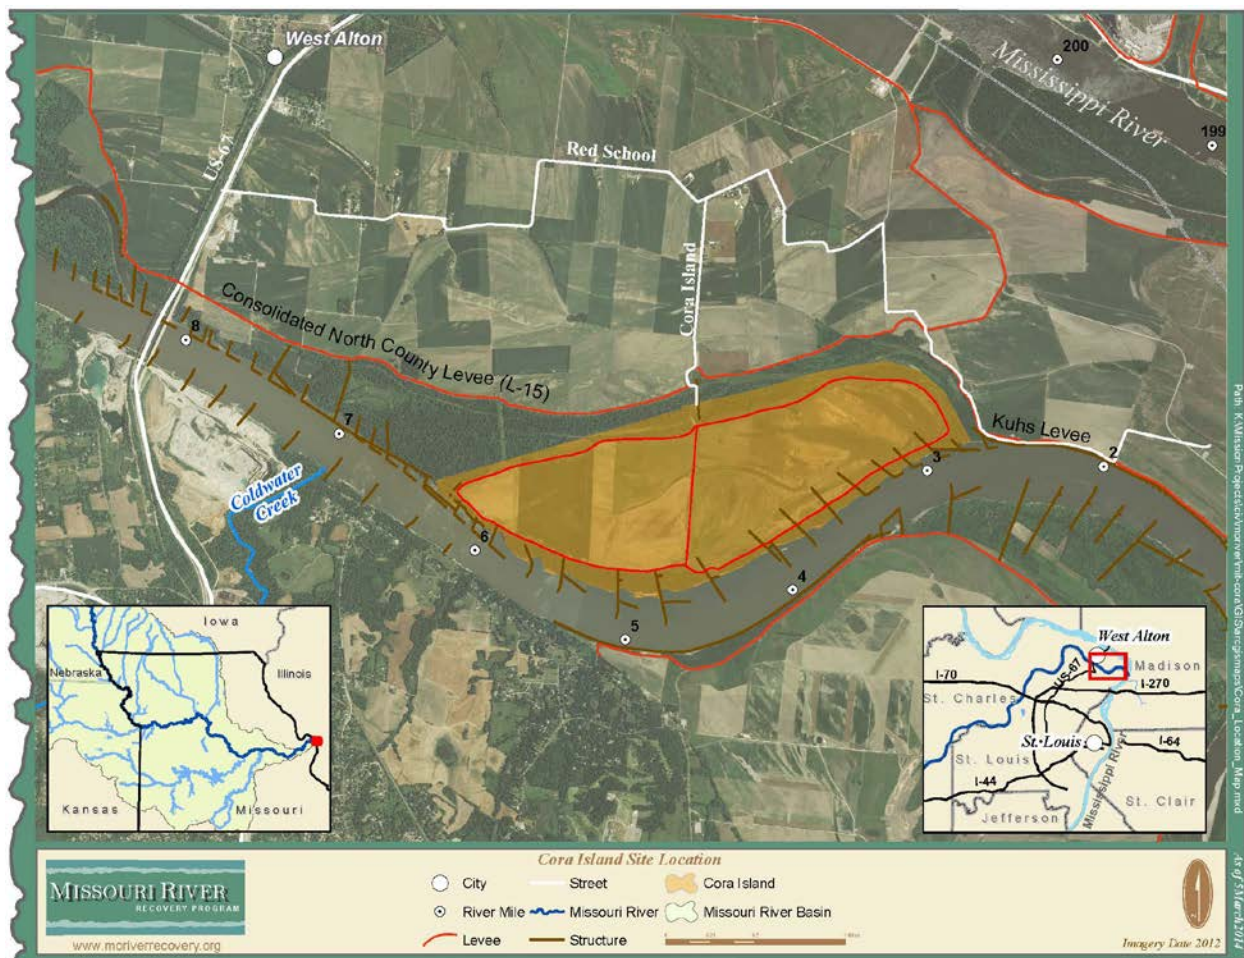 West Alton
200
Mississippi River
199
US-67
Red School
Cora Island
Consolidated North County Levee (L-15)
8
7
Kuhs Levee
2
3
Coldwater
Creek
6
4
5
Iowa
Nebraska
Illinois
Kansas
Missouri
West Alton
Madison
US-67
I-70
I-270
St. Charles
St. Louis
I-64
St. Louis
I-44
Mississippi River
St. Clair
Jefferson
Cora Island Site Location
City
Street
Cora Island
River Mile
Missouri River
Missouri River Basin
Levee
Structure
MISSOURI RIVER
RECOVERY PROGRAM
www.moriverrecovery.org
Imagery Date 2012
As of 5 March 2014